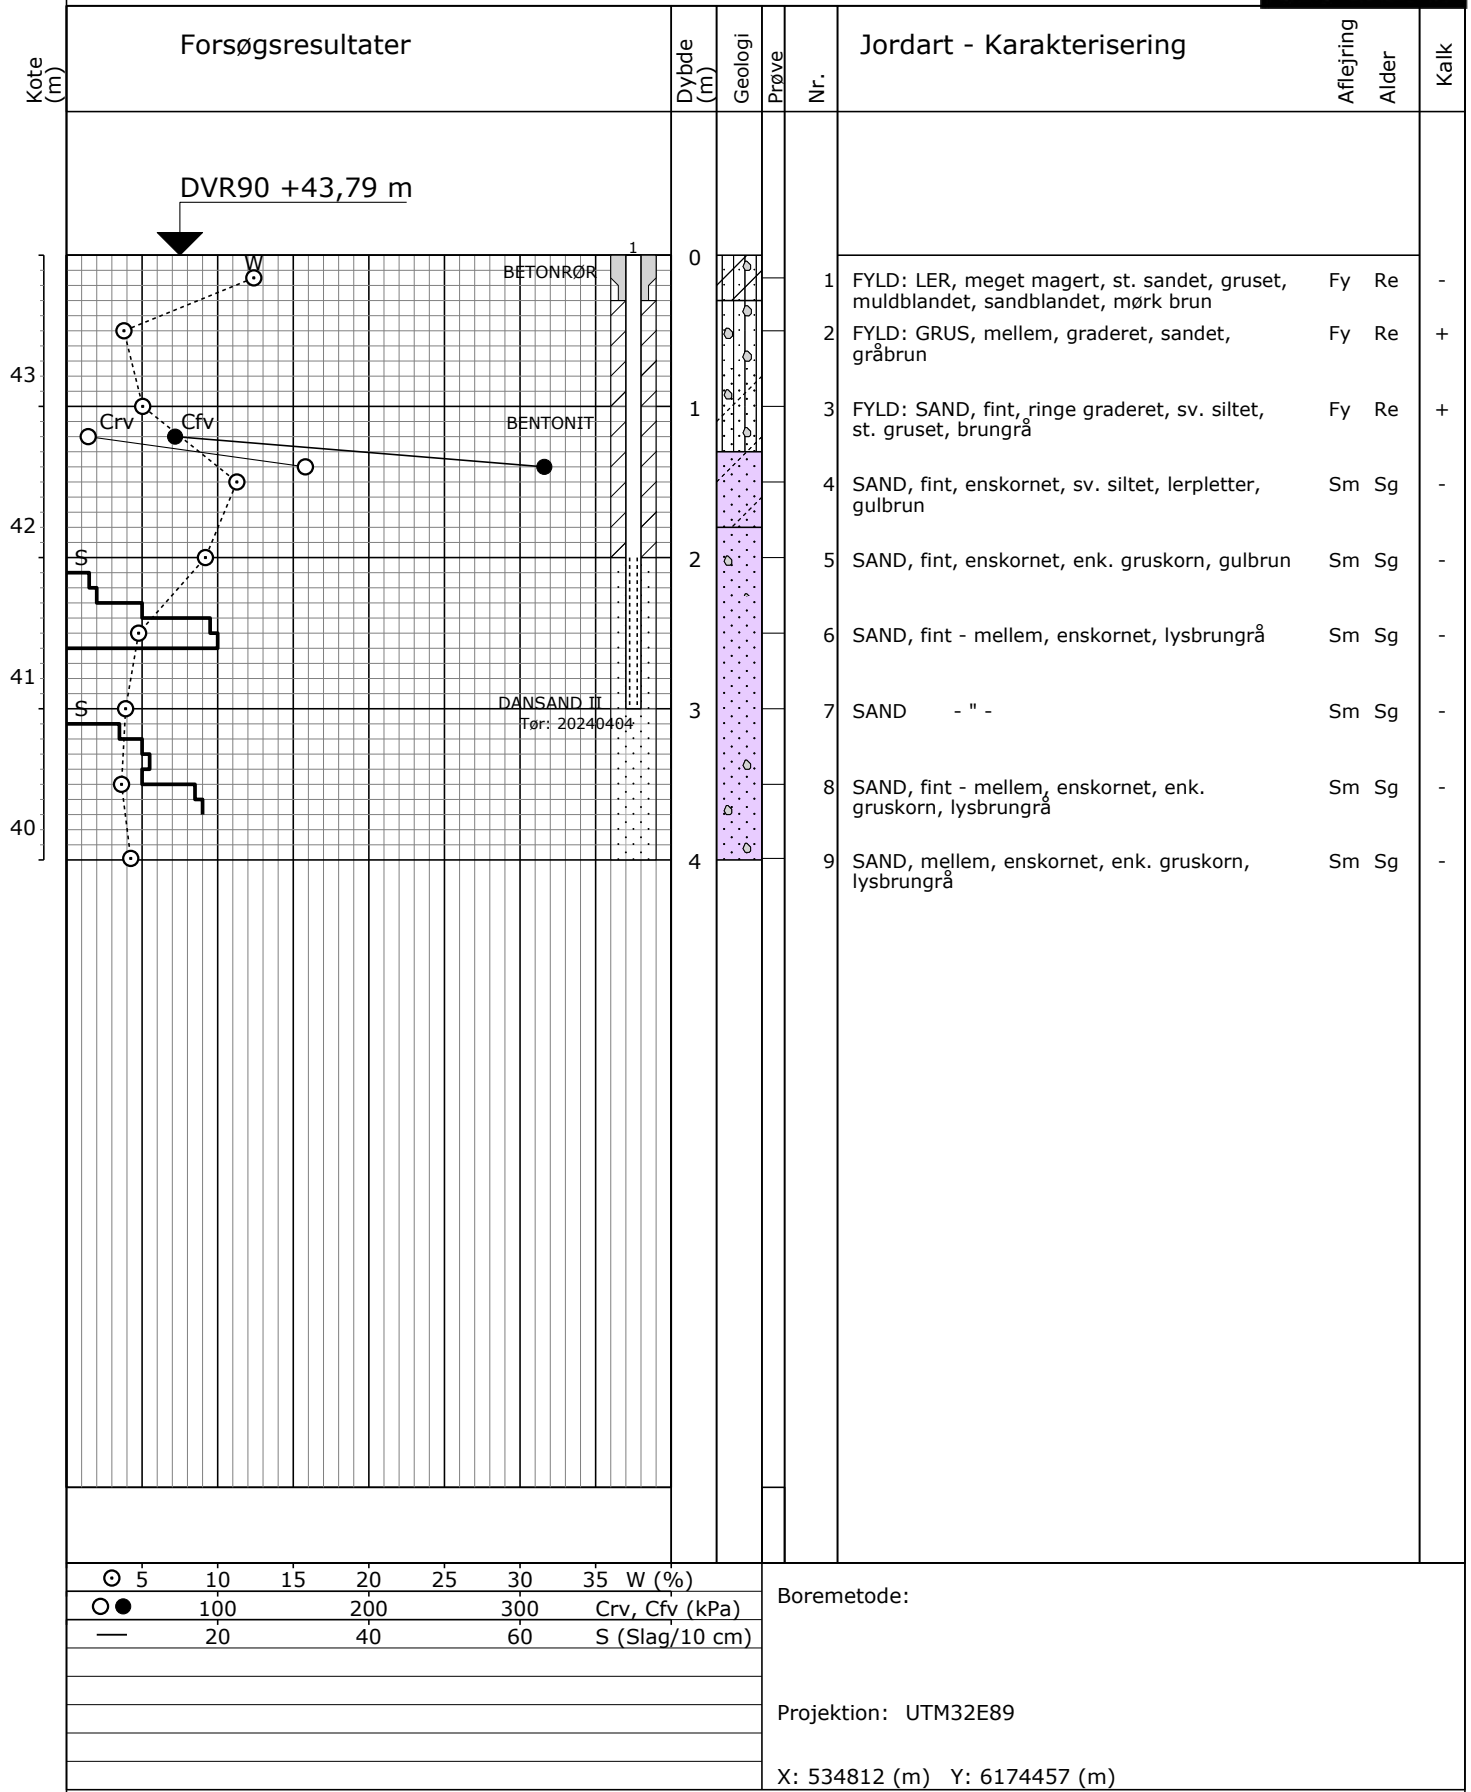 Kote
(m)
Forsøgsresultater
Dybde
(m)
Geologi
Prøve
Nr.
Jordart - Karakterisering
Aflejring
Alder
Kalk
DVR90 +43,79 m
1
W
BETONRØR
0
1 FYLD: LER, meget magert, st. sandet, gruset, Fy Re -
muldblandet, sandblandet, mørk brun
2 FYLD: GRUS, mellem, graderet, sandet, Fy Re +
gråbrun
43
1
Crv
Cfv
BENTONIT
3 FYLD: SAND, fint, ringe graderet, sv. siltet, Fy Re +
st. gruset, brungrå
4 SAND, fint, enskornet, sv. siltet, lerpletter, Sm Sg -
gulbrun
42
S
2
5 SAND, fint, enskornet, enk. gruskorn, gulbrun Sm Sg -
6 SAND, fint - mellem, enskornet, lysbrungrå Sm Sg -
41
S
DANSAND II
Tør: 20240404
3
7 SAND - " - Sm Sg -
8 SAND, fint - mellem, enskornet, enk. Sm Sg -
gruskorn, lysbrungrå
40
4
9 SAND, mellem, enskornet, enk. gruskorn, Sm Sg -
lysbrungrå
5 10 15 20 25 30 35 W (%)
100 200 300 Crv, Cfv (kPa)
20 40 60 S (Slag/10 cm)
Boremetode:
Projektion: UTM32E89
X: 534812 (m) Y: 6174457 (m)